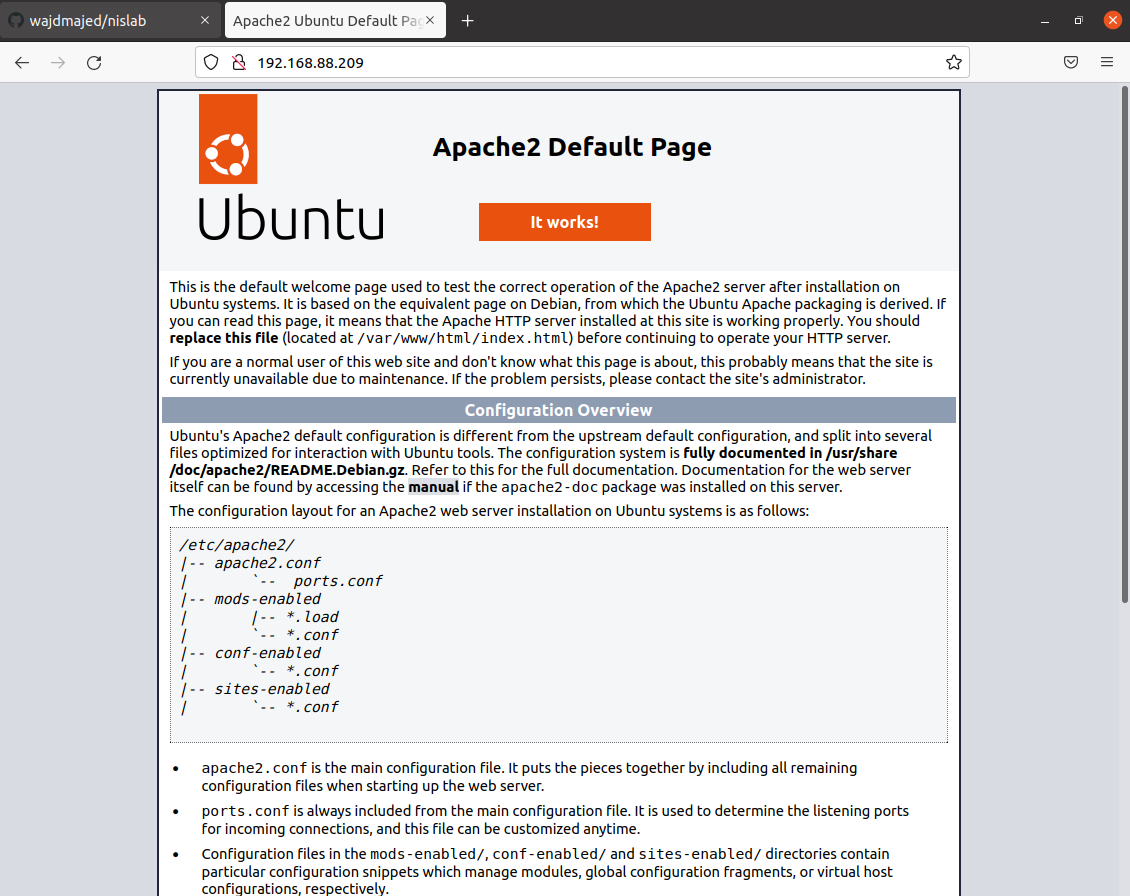 wajdmajed/nislab
Apache2 Ubuntu Default Pag
192.168.88.209
Apache2 Default Page
Ubuntu
It works!
This is the default welcome page used to test the correct operation of the Apache2 server after installation on
Ubuntu systems. It is based on the equivalent page on Debian, from which the Ubuntu Apache packaging is derived. If
you can read this page, it means that the Apache HTTP server installed at this site is working properly. You should
replace this file (located at /var/www/html/index.html) before continuing to operate your HTTP server.
If you are a normal user of this web site and don't know what this page is about, this probably means that the site is
currently unavailable due to maintenance. If the problem persists, please contact the site's administrator.
Configuration Overview
Ubuntu's Apache2 default configuration is different from the upstream default configuration, and split into several
files optimized for interaction with Ubuntu tools. The configuration system is fully documented in /usr/share
/doc/apache2/README.Debian.gz. Refer to this for the full documentation. Documentation for the web server
itself can be found by accessing the manual if the apache2-doc package was installed on this server.
The configuration layout for an Apache2 web server installation on Ubuntu systems is as follows:
/etc/apache2/
|-- apache2.conf
|       `--  ports.conf
|-- mods-enabled
|       |-- *.load
|       `-- *.conf
|-- conf-enabled
|       `-- *.conf
|-- sites-enabled
|       `-- *.conf
• apache2.conf is the main configuration file. It puts the pieces together by including all remaining
configuration files when starting up the web server.
• ports.conf is always included from the main configuration file. It is used to determine the listening ports
for incoming connections, and this file can be customized anytime.
• Configuration files in the mods-enabled/, conf-enabled/ and sites-enabled/ directories contain
particular configuration snippets which manage modules, global configuration fragments, or virtual host
configurations, respectively.